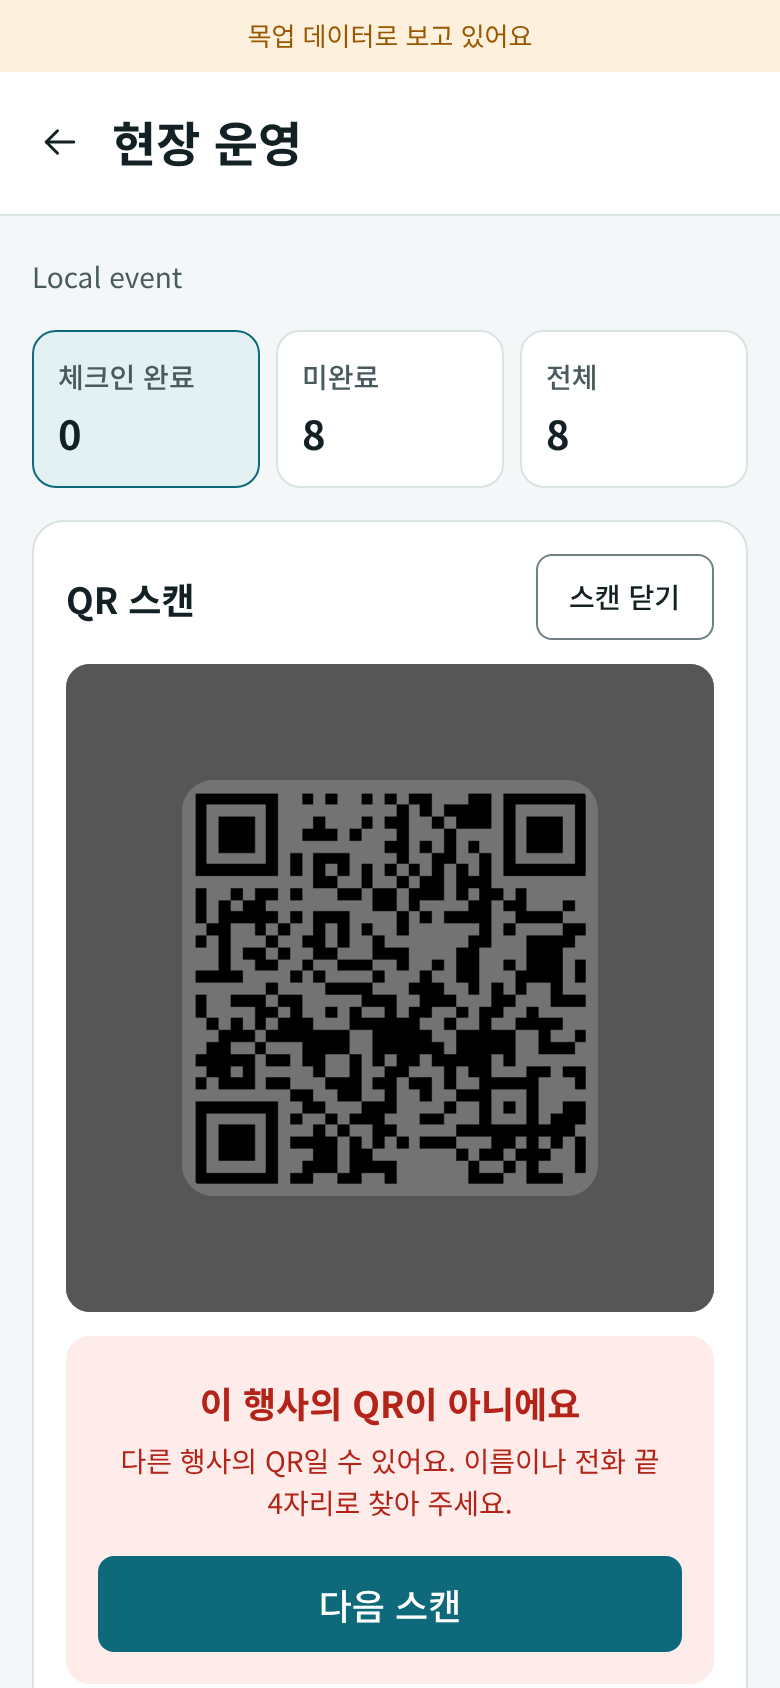 목업 데이터로 보고 있어요
현장 운영
Local event
체크인 완료
0
미완료
8
전체
8
QR 스캔
스캔 닫기
이 행사의 QR이 아니에요
다른 행사의 QR일 수 있어요. 이름이나 전화 끝
4자리로 찾아 주세요.
다음 스캔